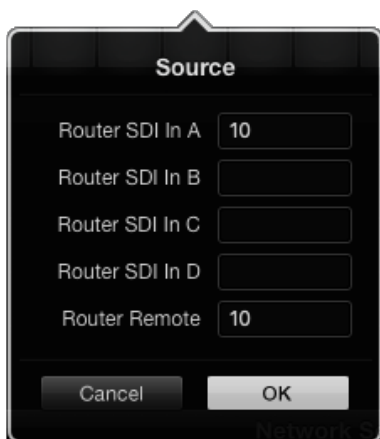 Source
Router SDI In A 10
Router SDI In B
Router SDI In C
Router SDI In D
Router Remote 10
Cancel OK
Network S